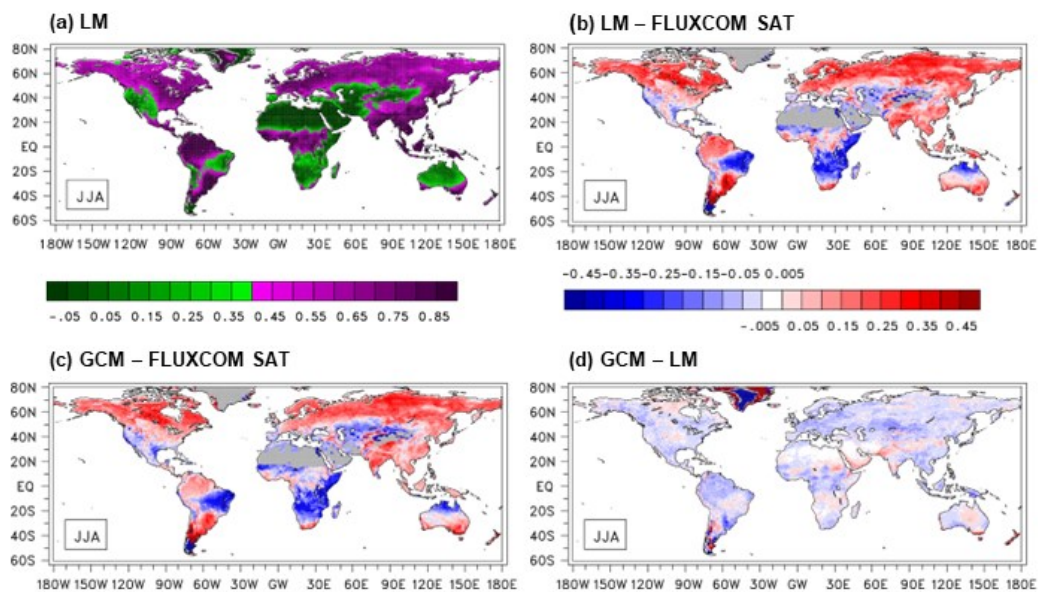 (a) LM
80N
60N
40N
20N
EQ
20S
40S
60S
JJA
180W 150W 120W 90W 60W 30W GW 30E 60E 90E 120E 150E 180E
-.05 0.05 0.15 0.25 0.35 0.45 0.55 0.65 0.75 0.85
(b) LM – FLUXCOM SAT
80N
60N
40N
20N
EQ
20S
40S
60S
JJA
180W 150W 120W 90W 60W 30W GW 30E 60E 90E 120E 150E 180E
-0.45-0.35-0.25-0.15-0.05 0.005
-.005 0.05 0.15 0.25 0.35 0.45
(c) GCM – FLUXCOM SAT
80N
60N
40N
20N
EQ
20S
40S
60S
JJA
180W 150W 120W 90W 60W 30W GW 30E 60E 90E 120E 150E 180E
(d) GCM – LM
80N
60N
40N
20N
EQ
20S
40S
60S
JJA
180W 150W 120W 90W 60W 30W GW 30E 60E 90E 120E 150E 180E